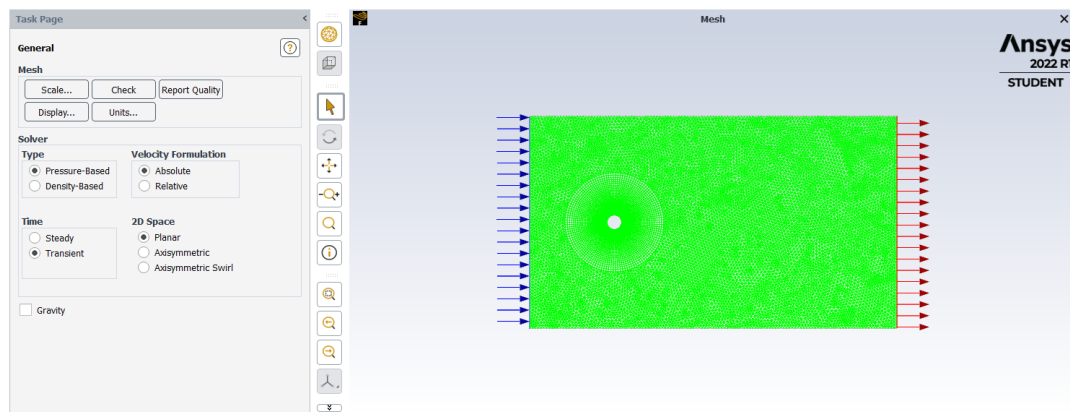 Task Page <
General
?
Mesh
Scale... Check Report Quality
Display... Units...
Solver
Type Velocity Formulation
Pressure-Based Absolute
Density-Based Relative
Time 2D Space
Steady Planar
Transient Axisymmetric
Axisymmetric Swirl
Gravity
Mesh
Ansys
2022 R1
STUDENT